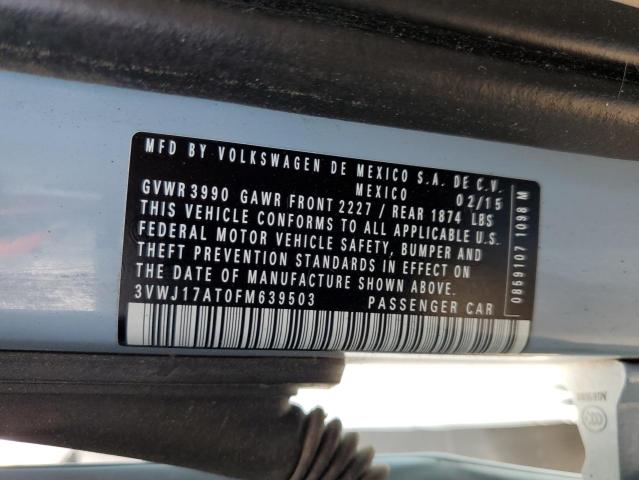 MFD BY VOLKSWAGEN DE MEXICO S.A. DE C.V.
MEXICO 02/15
GVWR 3990 GAWR FRONT 2227 / REAR 1874 LBS
THIS VEHICLE CONFORMS TO ALL APPLICABLE U.S.
FEDERAL MOTOR VEHICLE SAFETY, BUMPER AND
THEFT PREVENTION STANDARDS IN EFFECT ON
THE DATE OF MANUFACTURE SHOWN ABOVE.
3VWJ17AT0FM639503 PASSENGER CAR
0859107 1098 M